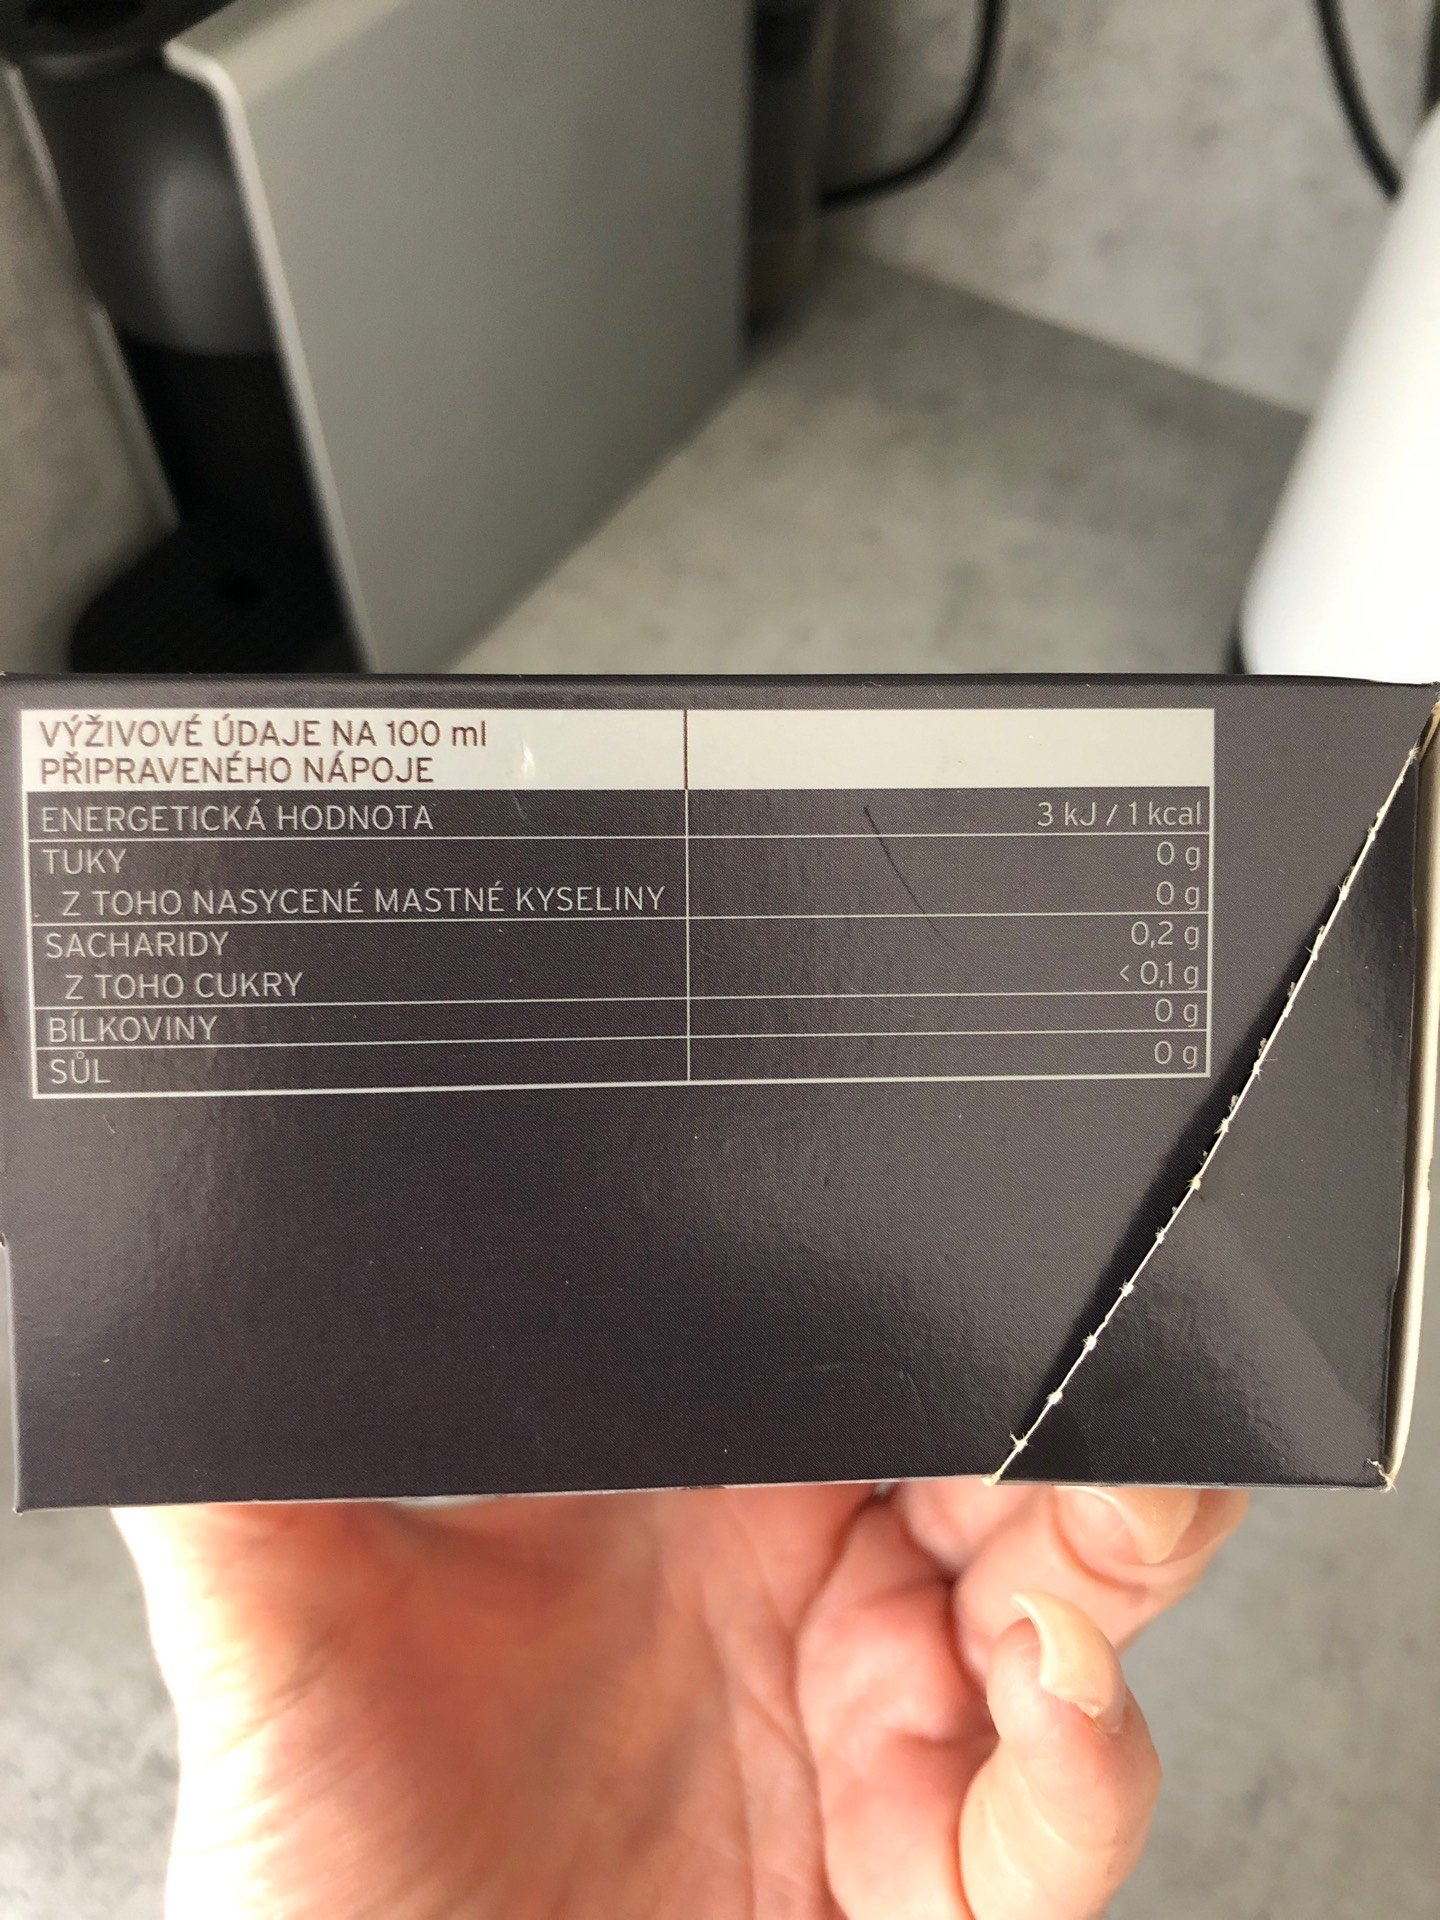 VÝŽIVOVÉ ÚDAJE NA 100 ml
PŘIPRAVENÉHO NÁPOJE
ENERGETICKÁ HODNOTA 3 kJ / 1 kcal
TUKY 0 g
Z TOHO NASYCENÉ MASTNÉ KYSELINY 0 g
SACHARIDY 0,2 g
Z TOHO CUKRY < 0,1 g
BÍLKOVINY 0 g
SŮL 0 g